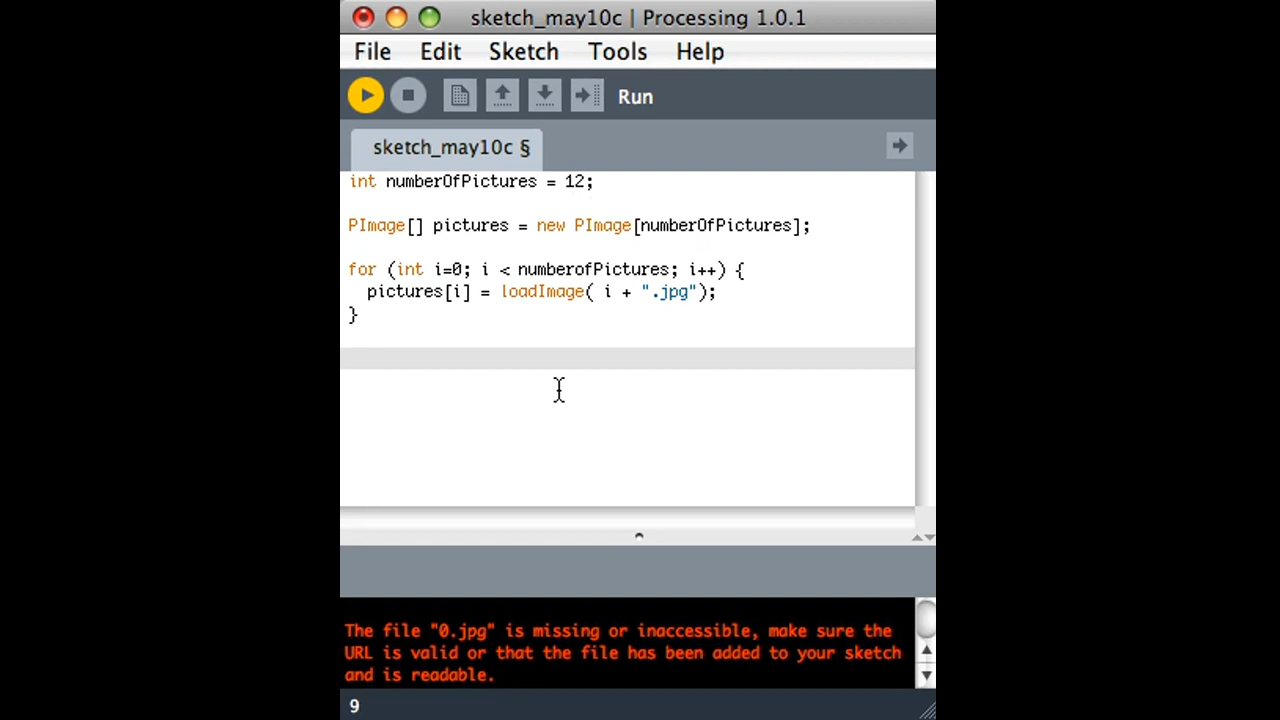 sketch_may10c | Processing 1.0.1
File Edit Sketch Tools Help
Run
sketch_may10c §
int numberOfPictures = 12;
PImage[] pictures = new PImage[numberOfPictures];
for (int i=0; i < numberofPictures; i++) {
pictures[i] = loadImage( i + ".jpg");
}
The file "0.jpg" is missing or inaccessible, make sure the
URL is valid or that the file has been added to your sketch
and is readable.
9